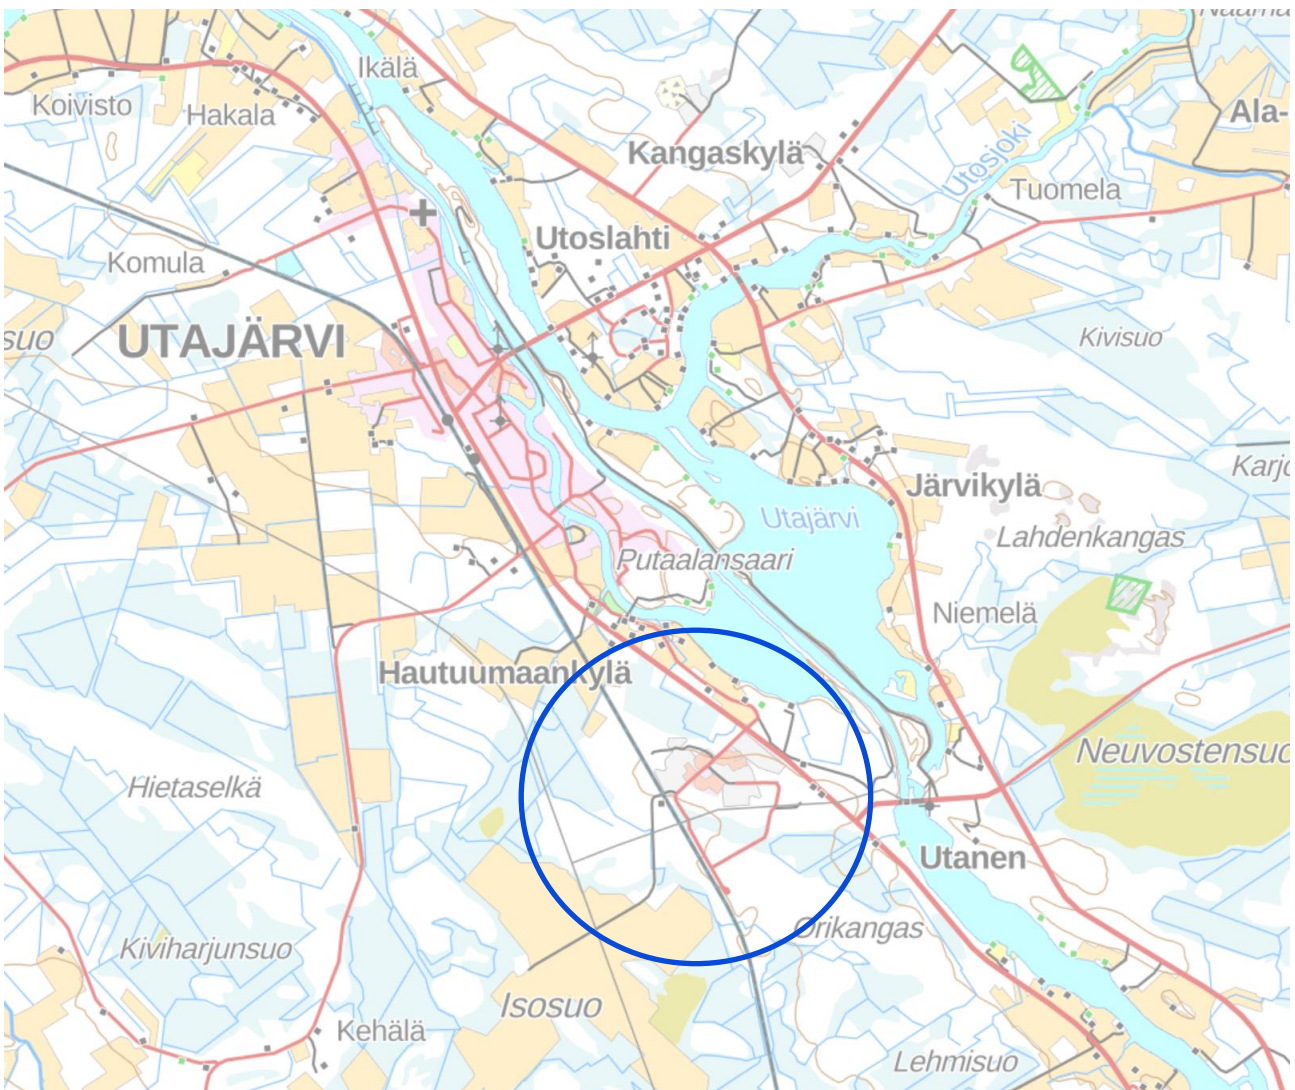 Ikälä
Koivisto
Hakala
Ala-
Kangaskylä
Utosjoki
Tuomela
Utoslahti
Komula
suo
UTAJÄRVI
Kivisuo
Järvikylä
Utajärvi
Lahdenkangas
Putaalansaari
Niemelä
Hautuumaankylä
Neuvostensuo
Hietaselkä
Utanen
Orikangas
Kiviharjunsuo
Isosuo
Kehälä
Lehmisuo